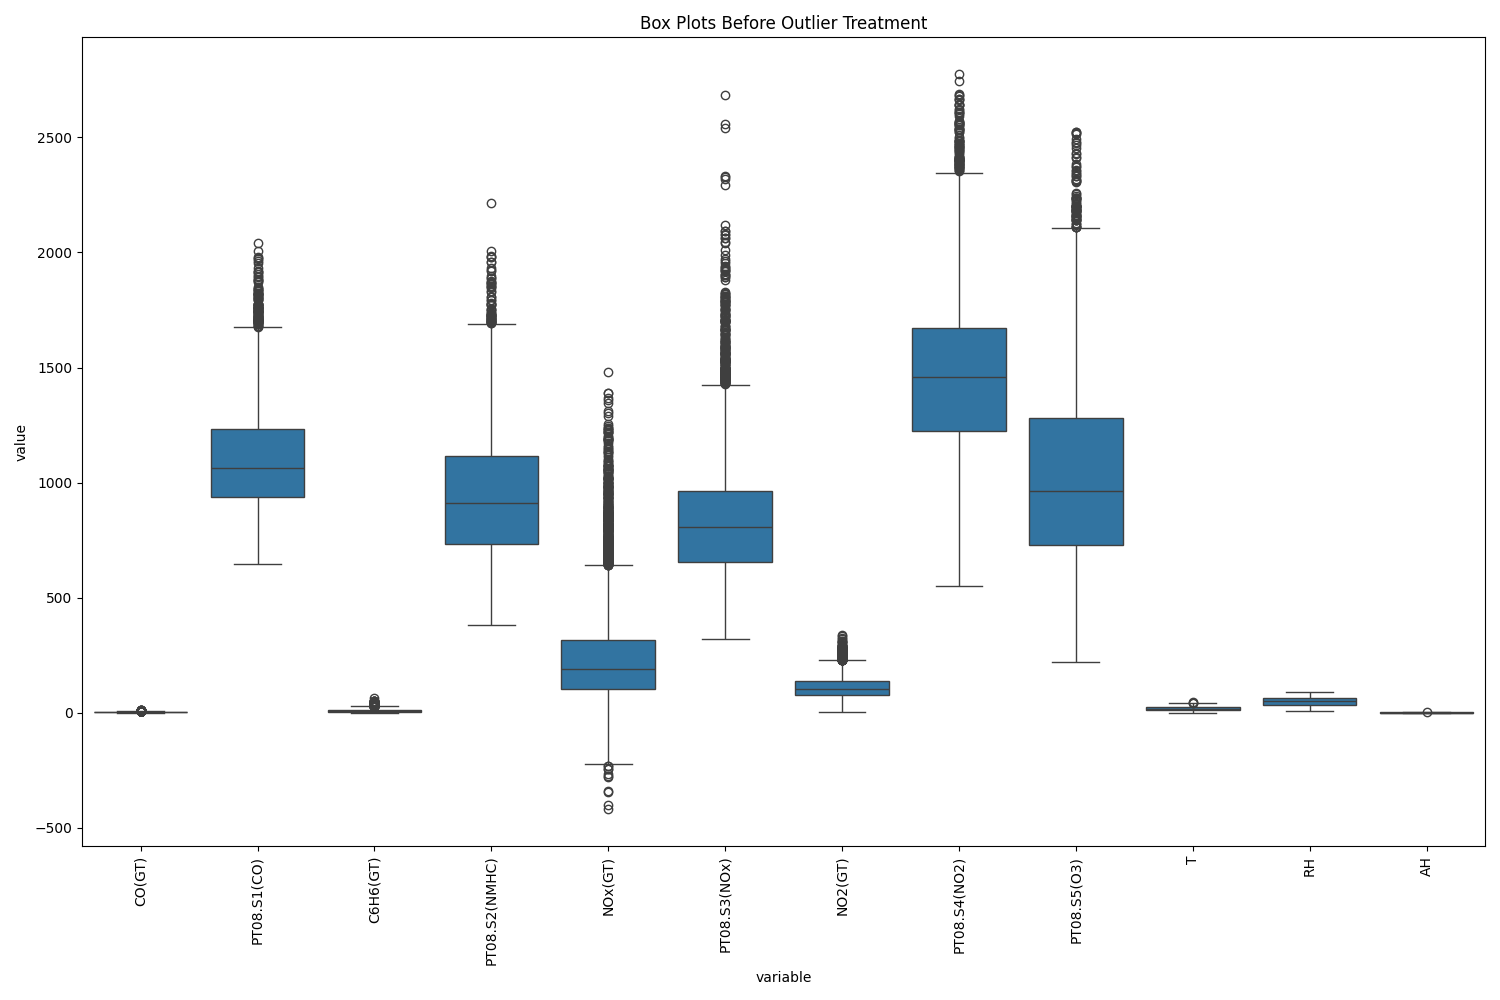 Box Plots Before Outlier Treatment
value
2500
2000
1500
1000
500
0
−500
CO(GT)
PT08.S1(CO)
C6H6(GT)
PT08.S2(NMHC)
NOx(GT)
PT08.S3(NOx)
NO2(GT)
PT08.S4(NO2)
PT08.S5(O3)
T
RH
AH
variable